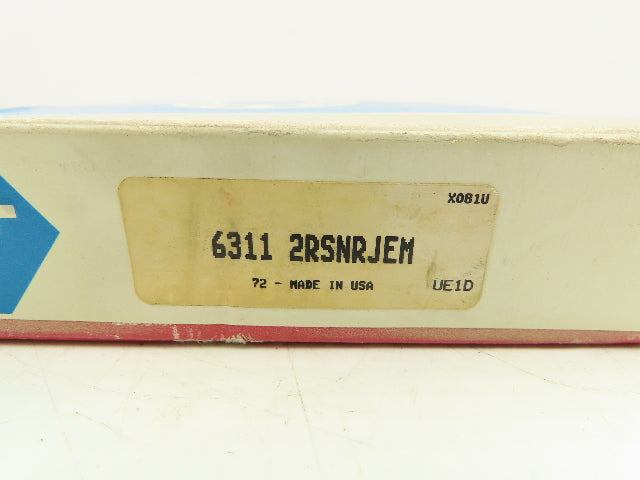 X081U
6311 2RSNRJEM
72 - MADE IN USA
UE1D